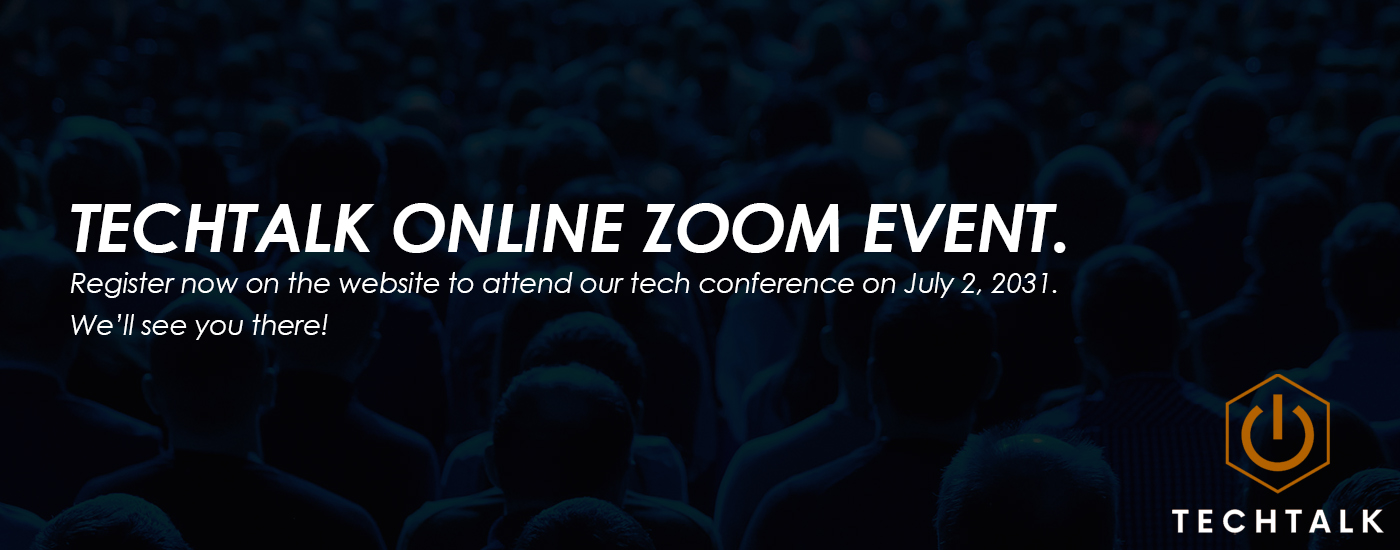 TECHTALK ONLINE ZOOM EVENT.
Register now on the website to attend our tech conference on July 2, 2031.
We’ll see you there!
TECHTALK